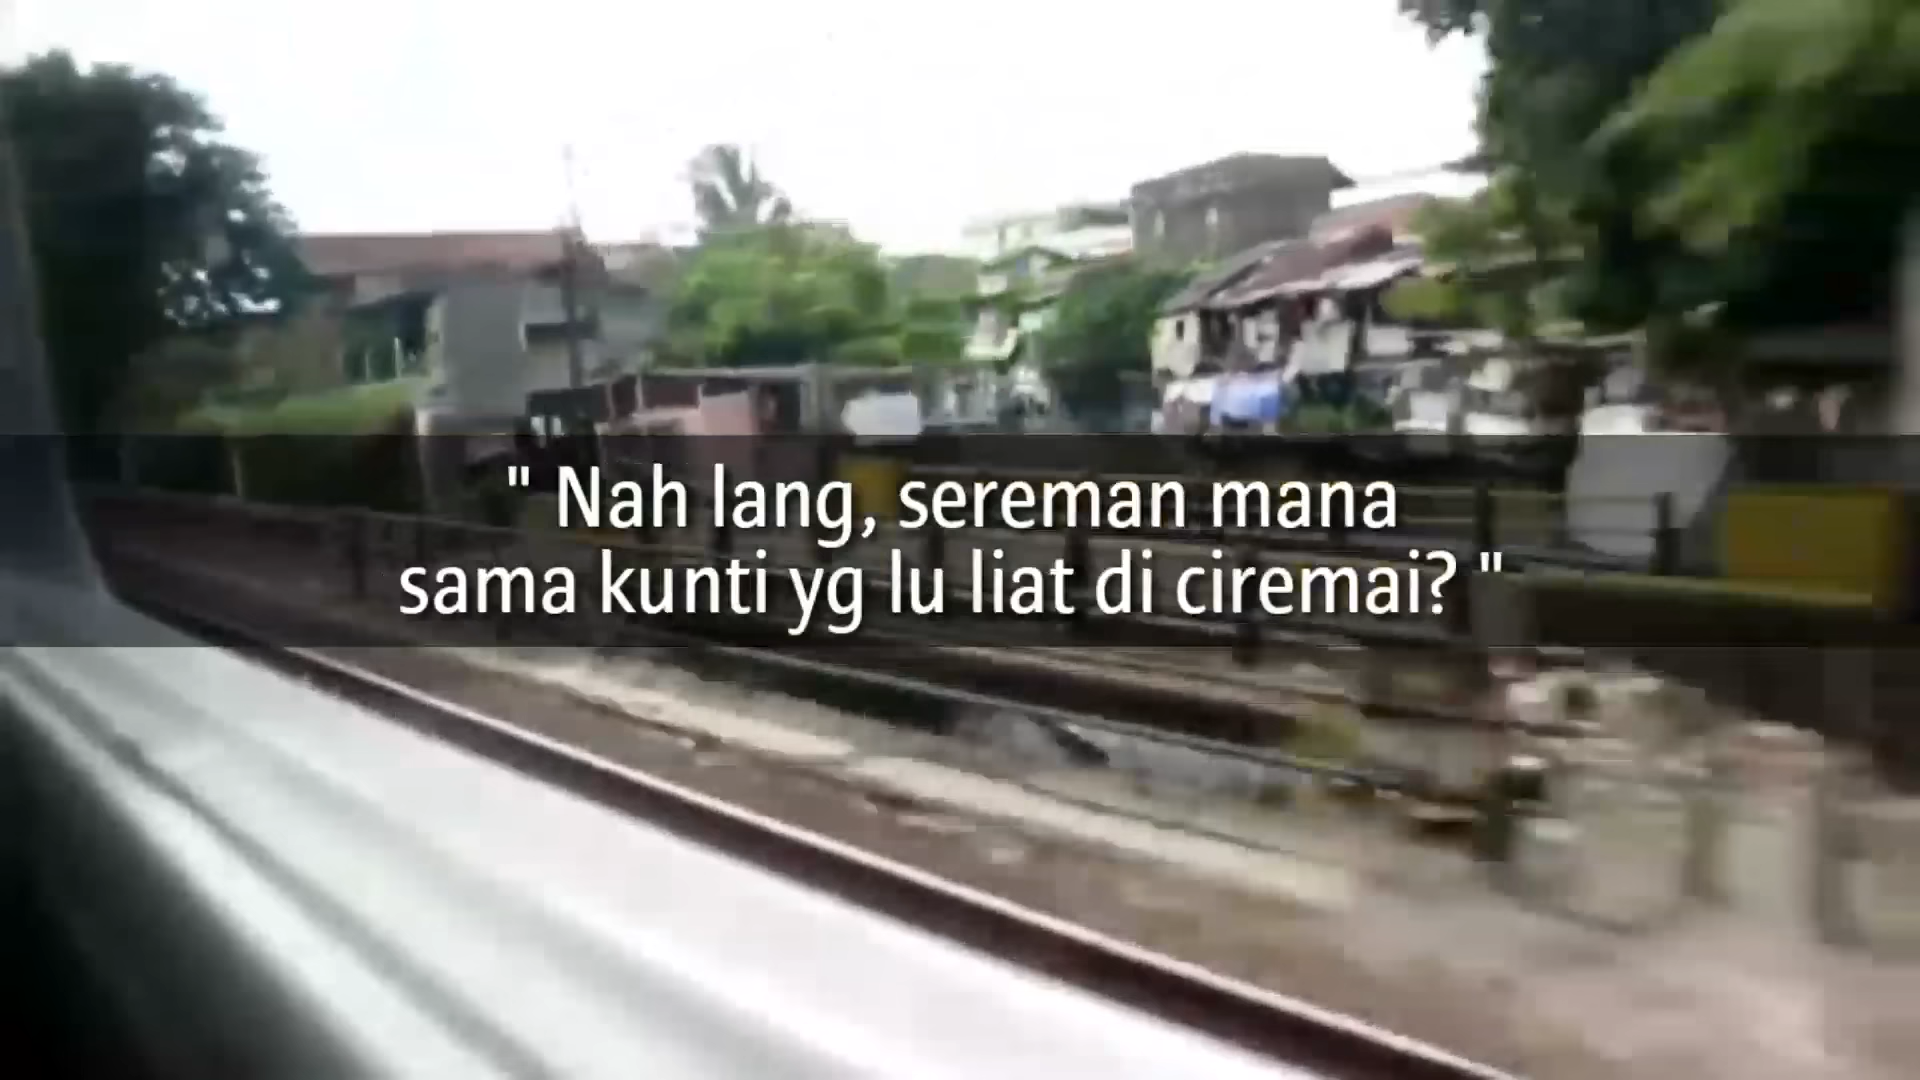 " Nah lang, sereman mana
sama kunti yg lu liat di ciremai? "